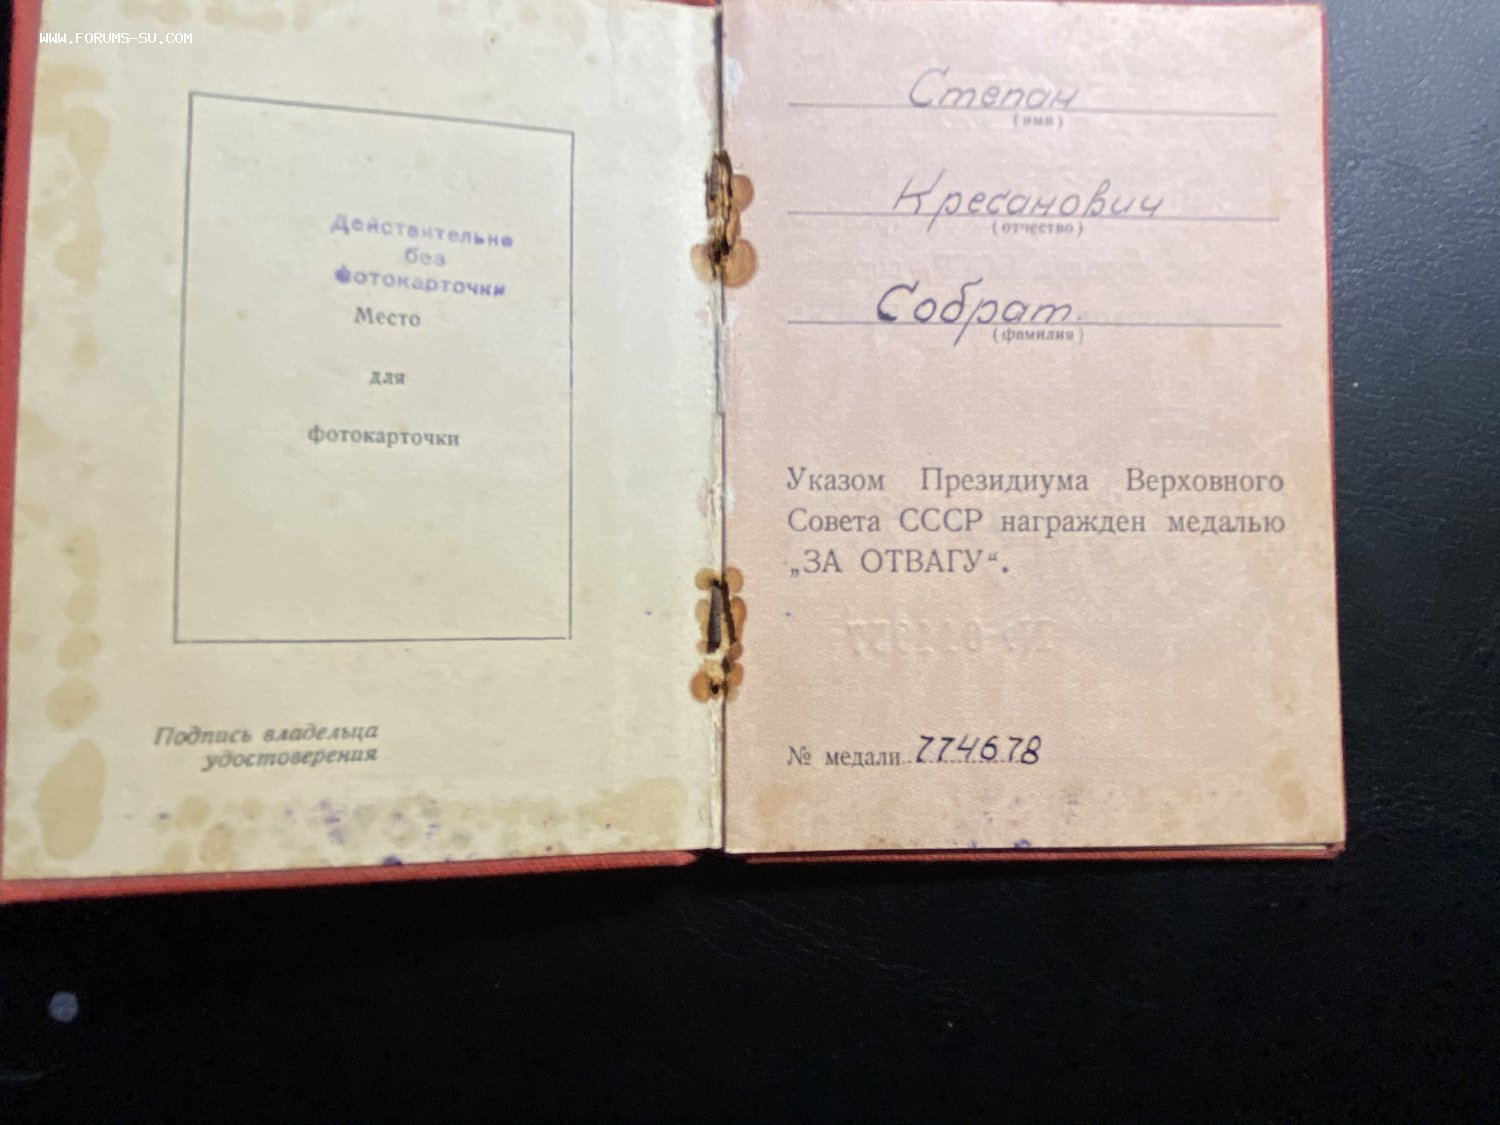 WWW.FORUMS-SU.COM
Действительно
без
фотокарточки
Место
для
фотокарточки
Подпись владельца
удостоверения
Степан
(имя)
Кресанович
(отчество)
Собрат.
(фамилия)
Указом Президиума Верховного
Совета СССР награжден медалью
„ЗА ОТВАГУ“.
№ медали 774678